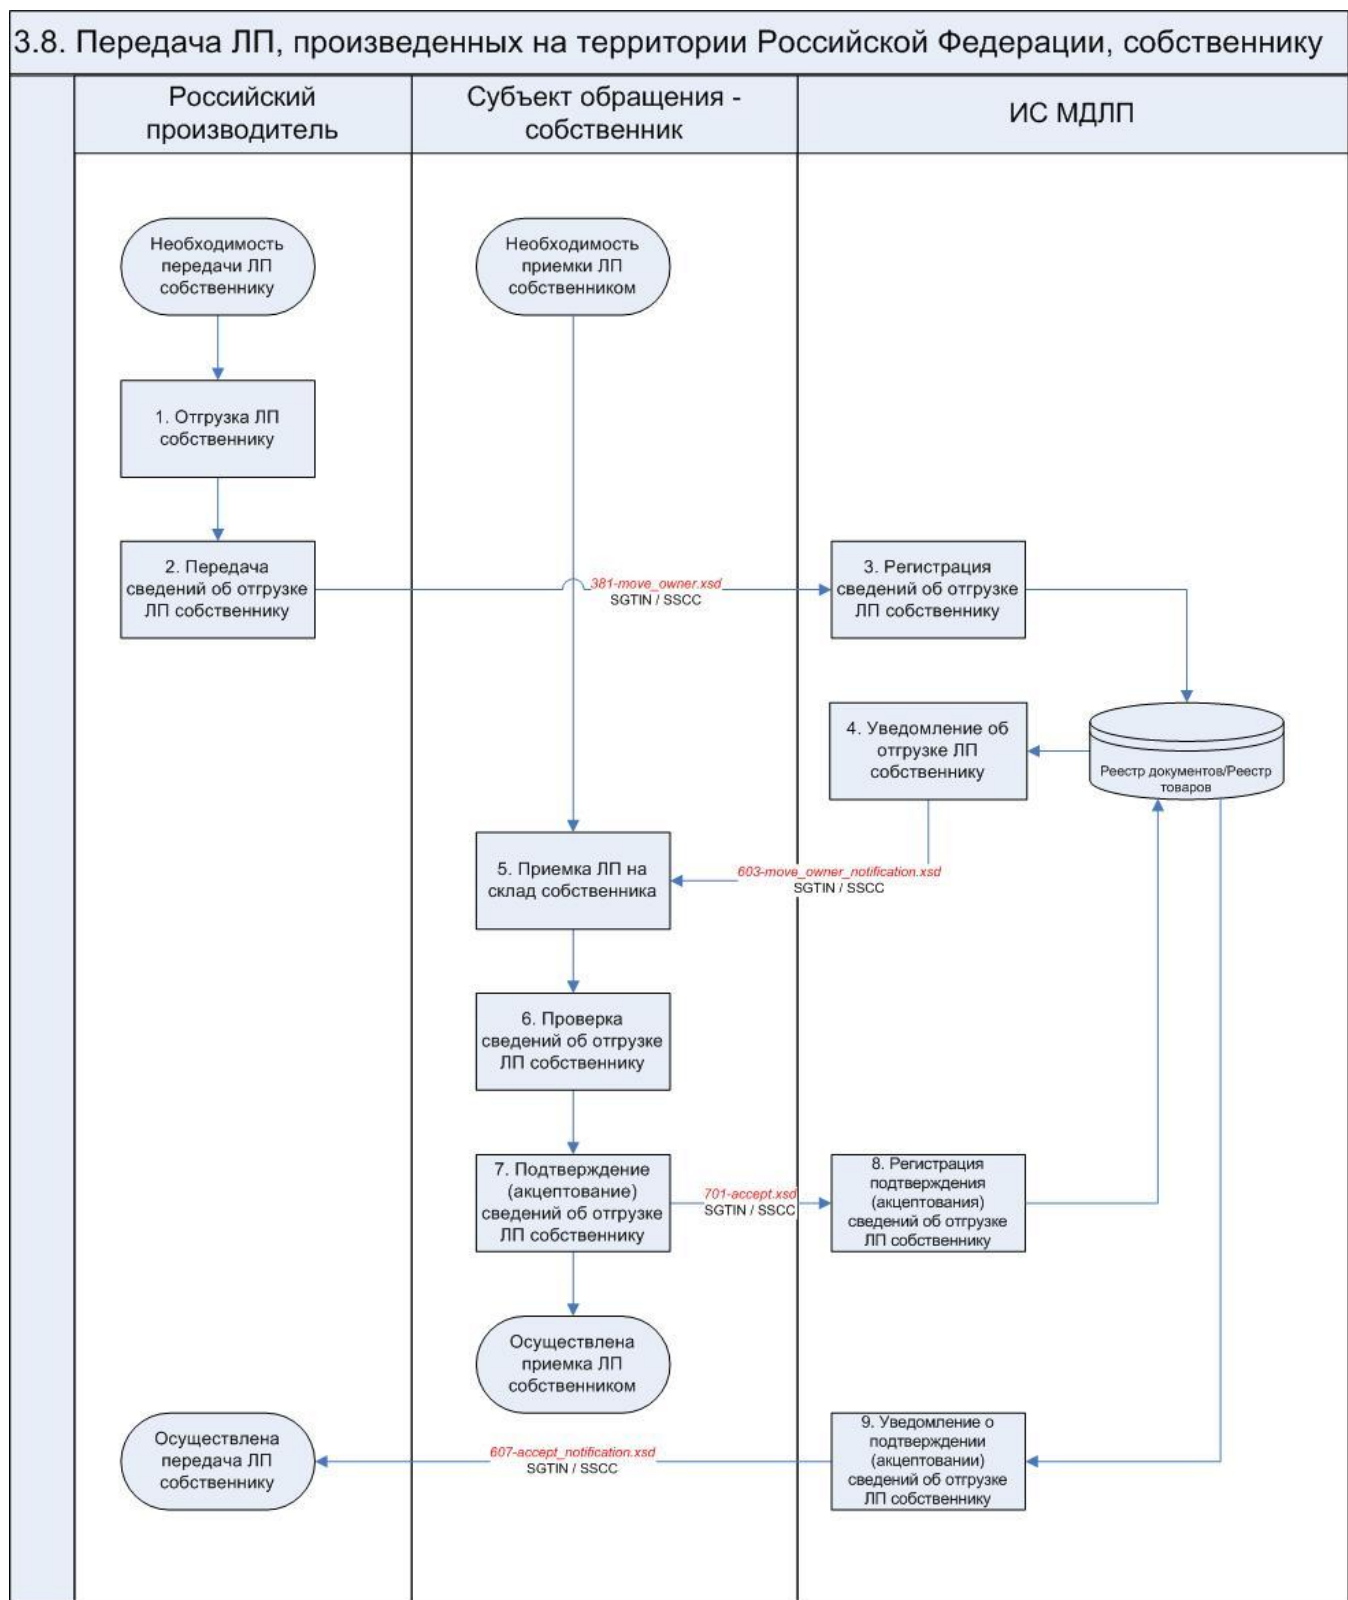 3.8. Передача ЛП, произведенных на территории Российской Федерации, собственнику
Российский
производитель
Субъект обращения -
собственник
ИС МДЛП
Необходимость
передачи ЛП
собственнику
Необходимость
приемки ЛП
собственником
1. Отгрузка ЛП
собственнику
2. Передача
сведений об отгрузке
ЛП собственнику
381-move_owner.xsd
SGTIN / SSCC
3. Регистрация
сведений об отгрузке
ЛП собственнику
4. Уведомление об
отгрузке ЛП
собственнику
Реестр документов/Реестр
товаров
5. Приемка ЛП на
склад собственника
603-move_owner_notification.xsd
SGTIN / SSCC
6. Проверка
сведений об отгрузке
ЛП собственнику
7. Подтверждение
(акцептование)
сведений об отгрузке
ЛП собственнику
701-accept.xsd
SGTIN / SSCC
8. Регистрация
подтверждения
(акцептования)
сведений об отгрузке
ЛП собственнику
Осуществлена
приемка ЛП
собственником
Осуществлена
передача ЛП
собственнику
607-accept_notification.xsd
SGTIN / SSCC
9. Уведомление о
подтверждении
(акцептовании)
сведений об отгрузке
ЛП собственнику